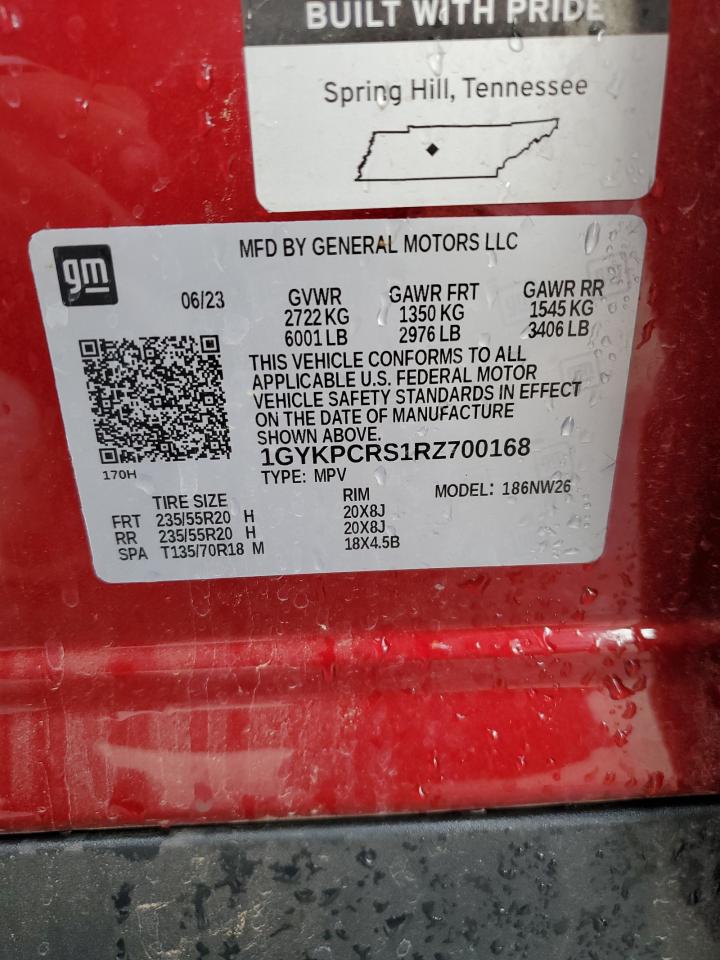 BUILT WITH PRIDE
Spring Hill, Tennessee
gm
MFD BY GENERAL MOTORS LLC
06/23
GVWR GAWR FRT GAWR RR
2722 KG 1350 KG 1545 KG
6001 LB 2976 LB 3406 LB
THIS VEHICLE CONFORMS TO ALL
APPLICABLE U.S. FEDERAL MOTOR
VEHICLE SAFETY STANDARDS IN EFFECT
ON THE DATE OF MANUFACTURE
SHOWN ABOVE.
1GYKPCRS1RZ700168
170H
TYPE: MPV
MODEL: 186NW26
TIRE SIZE RIM
FRT 235/55R20 H 20X8J
RR 235/55R20 H 20X8J
SPA T135/70R18 M 18X4.5B